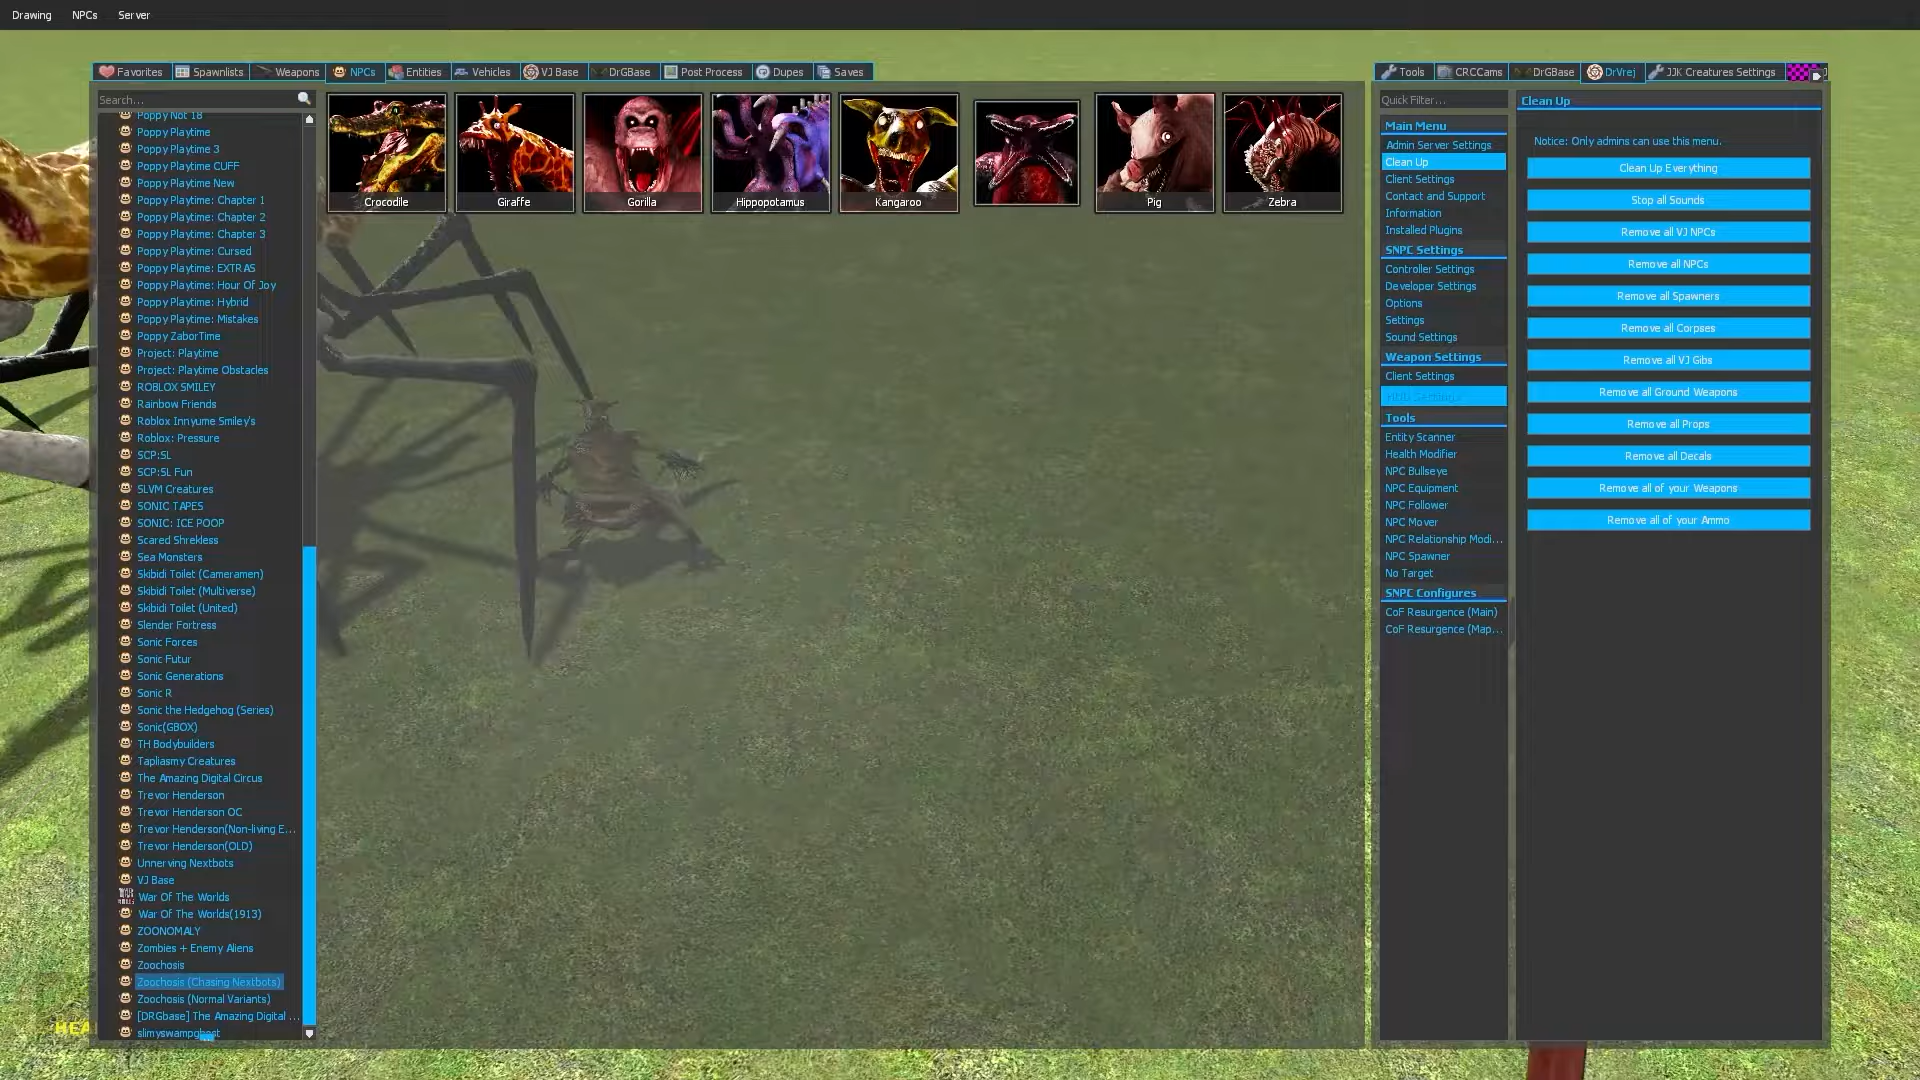 Drawing NPCs Server
Favorites Spawnlists Weapons NPCs Entities Vehicles VJ Base DrGBase Post Process Dupes Saves
Tools CRCCams DrGBase DrVrej JJK Creatures Settings
Search...
Poppy Not 18
Poppy Playtime
Poppy Playtime 3
Poppy Playtime CUFF
Poppy Playtime New
Poppy Playtime: Chapter 1
Poppy Playtime: Chapter 2
Poppy Playtime: Chapter 3
Poppy Playtime: Cursed
Poppy Playtime: EXTRAS
Poppy Playtime: Hour Of Joy
Poppy Playtime: Hybrid
Poppy Playtime: Mistakes
Poppy ZaborTime
Project: Playtime
Project: Playtime Obstacles
ROBLOX SMILEY
Rainbow Friends
Roblox Innyume Smiley's
Roblox: Pressure
SCP:SL
SCP:SL Fun
SLVM Creatures
SONIC TAPES
SONIC: ICE POOP
Scared Shrekless
Sea Monsters
Skibidi Toilet (Cameramen)
Skibidi Toilet (Multiverse)
Skibidi Toilet (United)
Slender Fortress
Sonic Forces
Sonic Futur
Sonic Generations
Sonic R
Sonic the Hedgehog (Series)
Sonic(GBOX)
TH Bodybuilders
Tapliasmy Creatures
The Amazing Digital Circus
Trevor Henderson
Trevor Henderson OC
Trevor Henderson(Non-living E...
Trevor Henderson(OLD)
Unnerving Nextbots
VJ Base
War Of The Worlds
War Of The Worlds(1913)
ZOONOMALY
Zombies + Enemy Aliens
Zoochosis
Zoochosis (Chasing Nextbots)
Zoochosis (Normal Variants)
[DRGbase] The Amazing Digital ...
slimyswampghost
HEA
Crocodile
Giraffe
Gorilla
Hippopotamus
Kangaroo
Pig
Zebra
Quick Filter...
Main Menu
Admin Server Settings
Clean Up
Client Settings
Contact and Support
Information
Installed Plugins
SNPC Settings
Controller Settings
Developer Settings
Options
Settings
Sound Settings
Weapon Settings
Client Settings
HUD Settings
Tools
Entity Scanner
Health Modifier
NPC Bullseye
NPC Equipment
NPC Follower
NPC Mover
NPC Relationship Modi...
NPC Spawner
No Target
SNPC Configures
CoF Resurgence (Main)
CoF Resurgence (Map...
Clean Up
Notice: Only admins can use this menu.
Clean Up Everything
Stop all Sounds
Remove all VJ NPCs
Remove all NPCs
Remove all Spawners
Remove all Corpses
Remove all VJ Gibs
Remove all Ground Weapons
Remove all Props
Remove all Decals
Remove all of your Weapons
Remove all of your Ammo